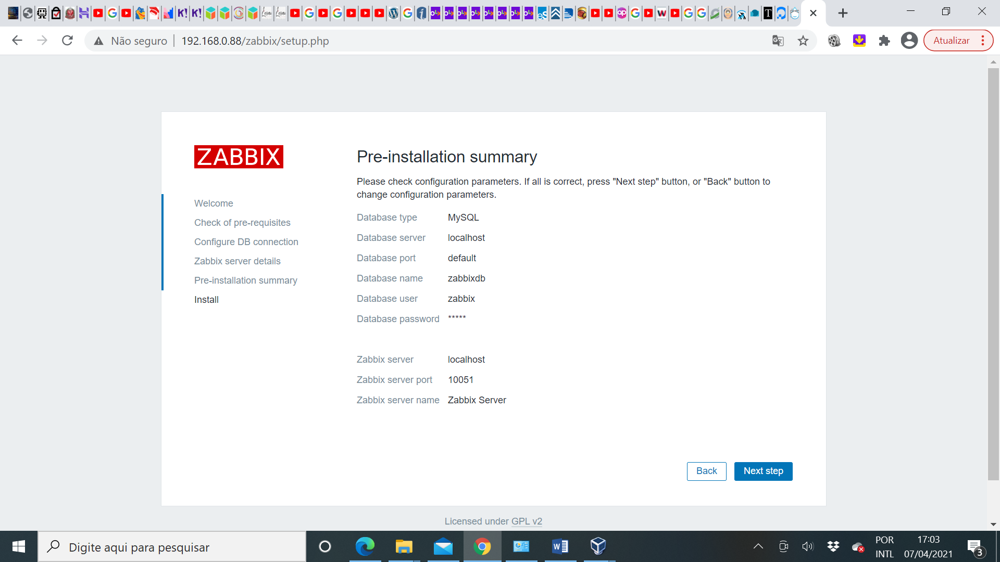 Não seguro
192.168.0.88/zabbix/setup.php
Atualizar
ZABBIX
Welcome
Check of pre-requisites
Configure DB connection
Zabbix server details
Pre-installation summary
Install
Pre-installation summary
Please check configuration parameters. If all is correct, press "Next step" button, or "Back" button to
change configuration parameters.
Database type MySQL
Database server localhost
Database port default
Database name zabbixdb
Database user zabbix
Database password *****
Zabbix server localhost
Zabbix server port 10051
Zabbix server name Zabbix Server
Back
Next step
Licensed under GPL v2
Digite aqui para pesquisar
POR
INTL
17:03
07/04/2021
3